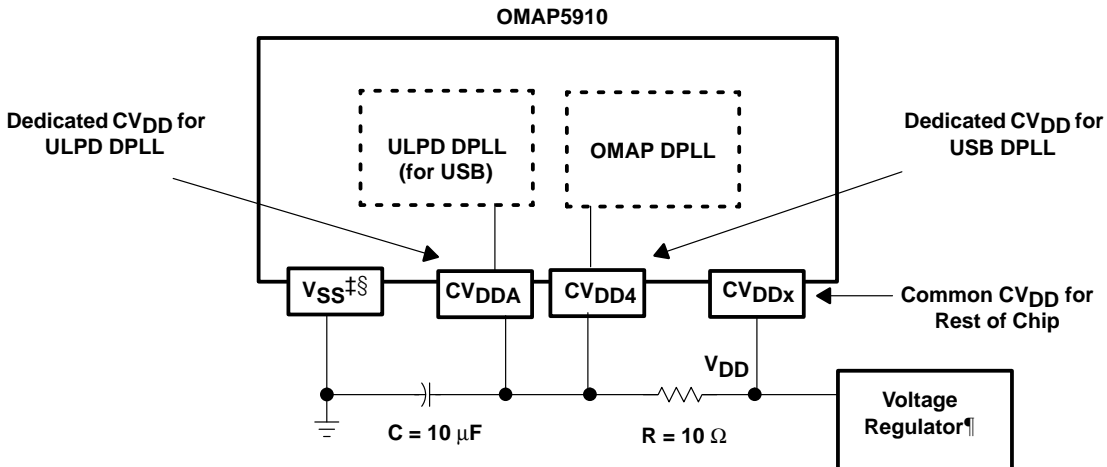 OMAP5910
Dedicated CVDD for
ULPD DPLL
ULPD DPLL
(for USB)
OMAP DPLL
Dedicated CVDD for
USB DPLL
VSS‡§
CVDDA
CVDD4
CVDDx
Common CVDD for
Rest of Chip
VDD
C = 10 μF
R = 10 Ω
Voltage
Regulator¶